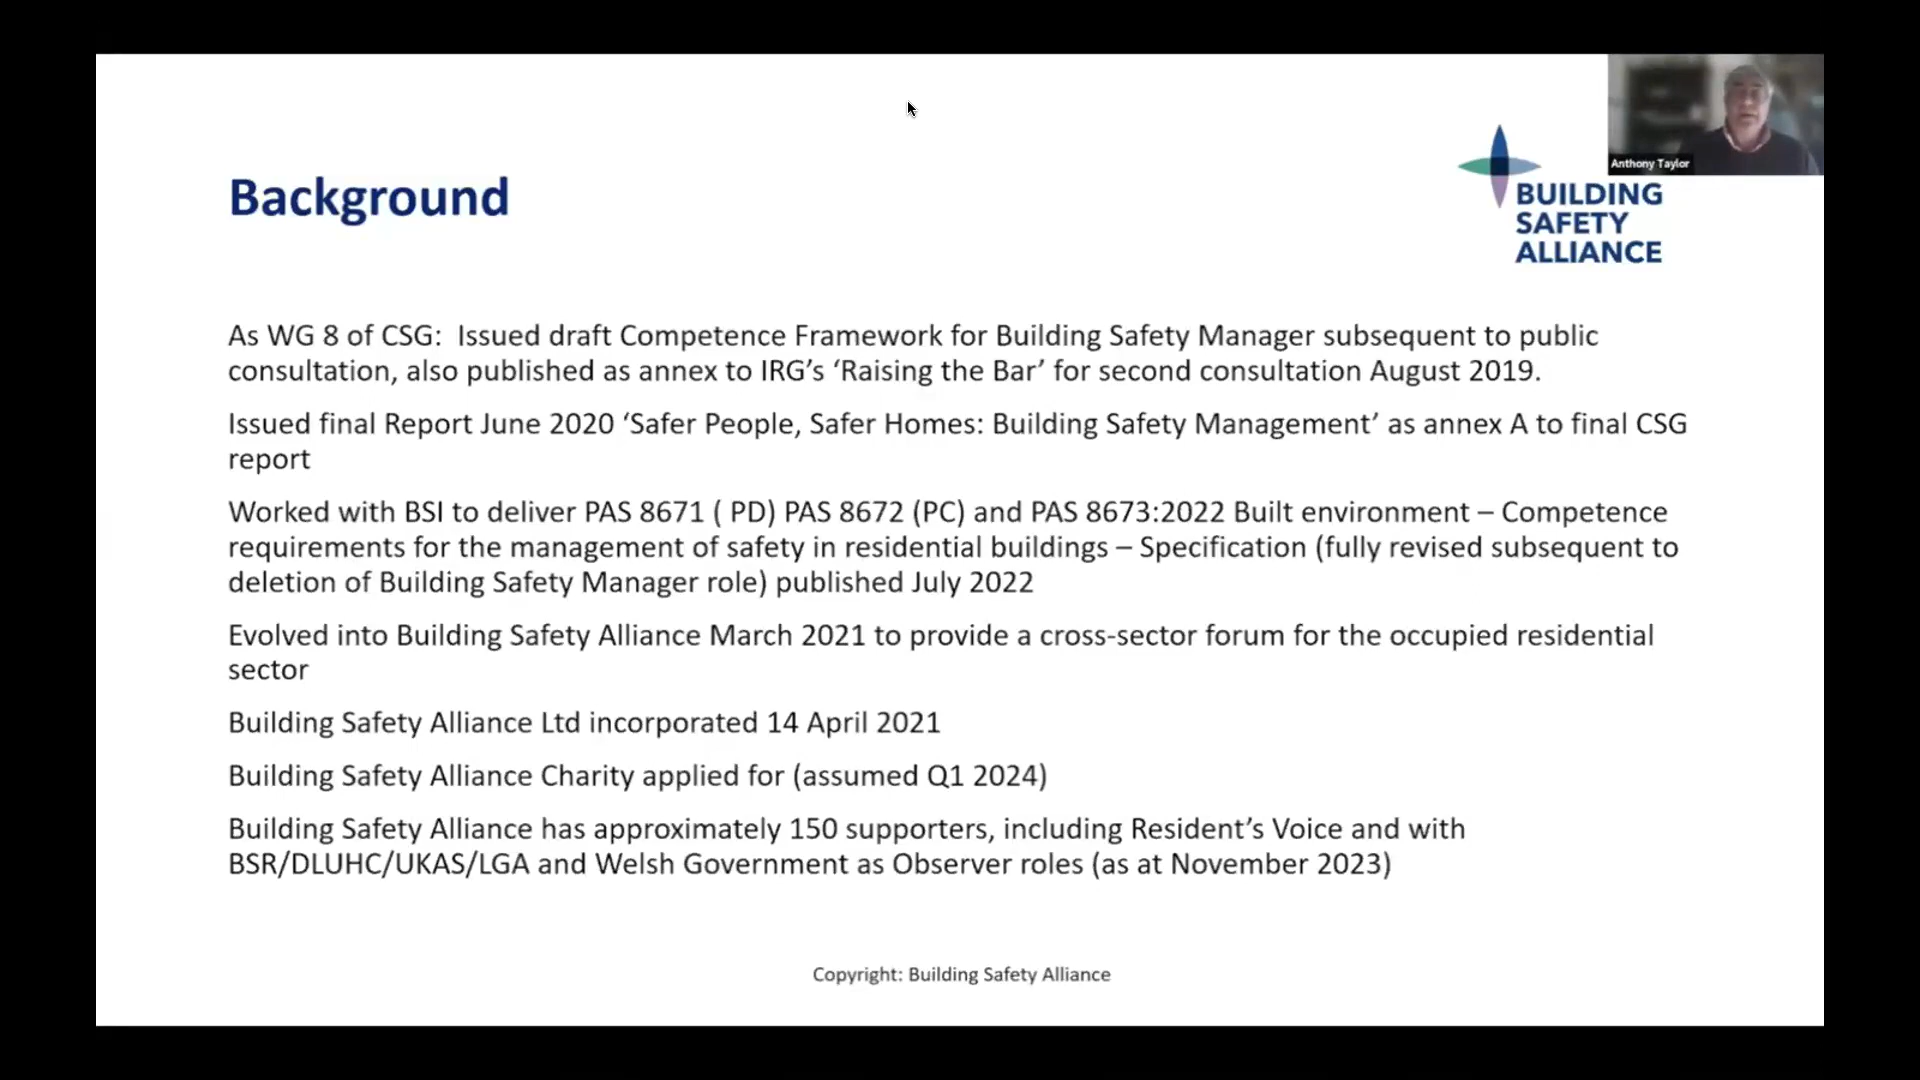 Anthony Taylor
BUILDING
SAFETY
ALLIANCE
Background
As WG 8 of CSG:  Issued draft Competence Framework for Building Safety Manager subsequent to public
consultation, also published as annex to IRG’s ‘Raising the Bar’ for second consultation August 2019.
Issued final Report June 2020 ‘Safer People, Safer Homes: Building Safety Management’ as annex A to final CSG
report
Worked with BSI to deliver PAS 8671 ( PD) PAS 8672 (PC) and PAS 8673:2022 Built environment – Competence
requirements for the management of safety in residential buildings – Specification (fully revised subsequent to
deletion of Building Safety Manager role) published July 2022
Evolved into Building Safety Alliance March 2021 to provide a cross-sector forum for the occupied residential
sector
Building Safety Alliance Ltd incorporated 14 April 2021
Building Safety Alliance Charity applied for (assumed Q1 2024)
Building Safety Alliance has approximately 150 supporters, including Resident’s Voice and with
BSR/DLUHC/UKAS/LGA and Welsh Government as Observer roles (as at November 2023)
Copyright: Building Safety Alliance